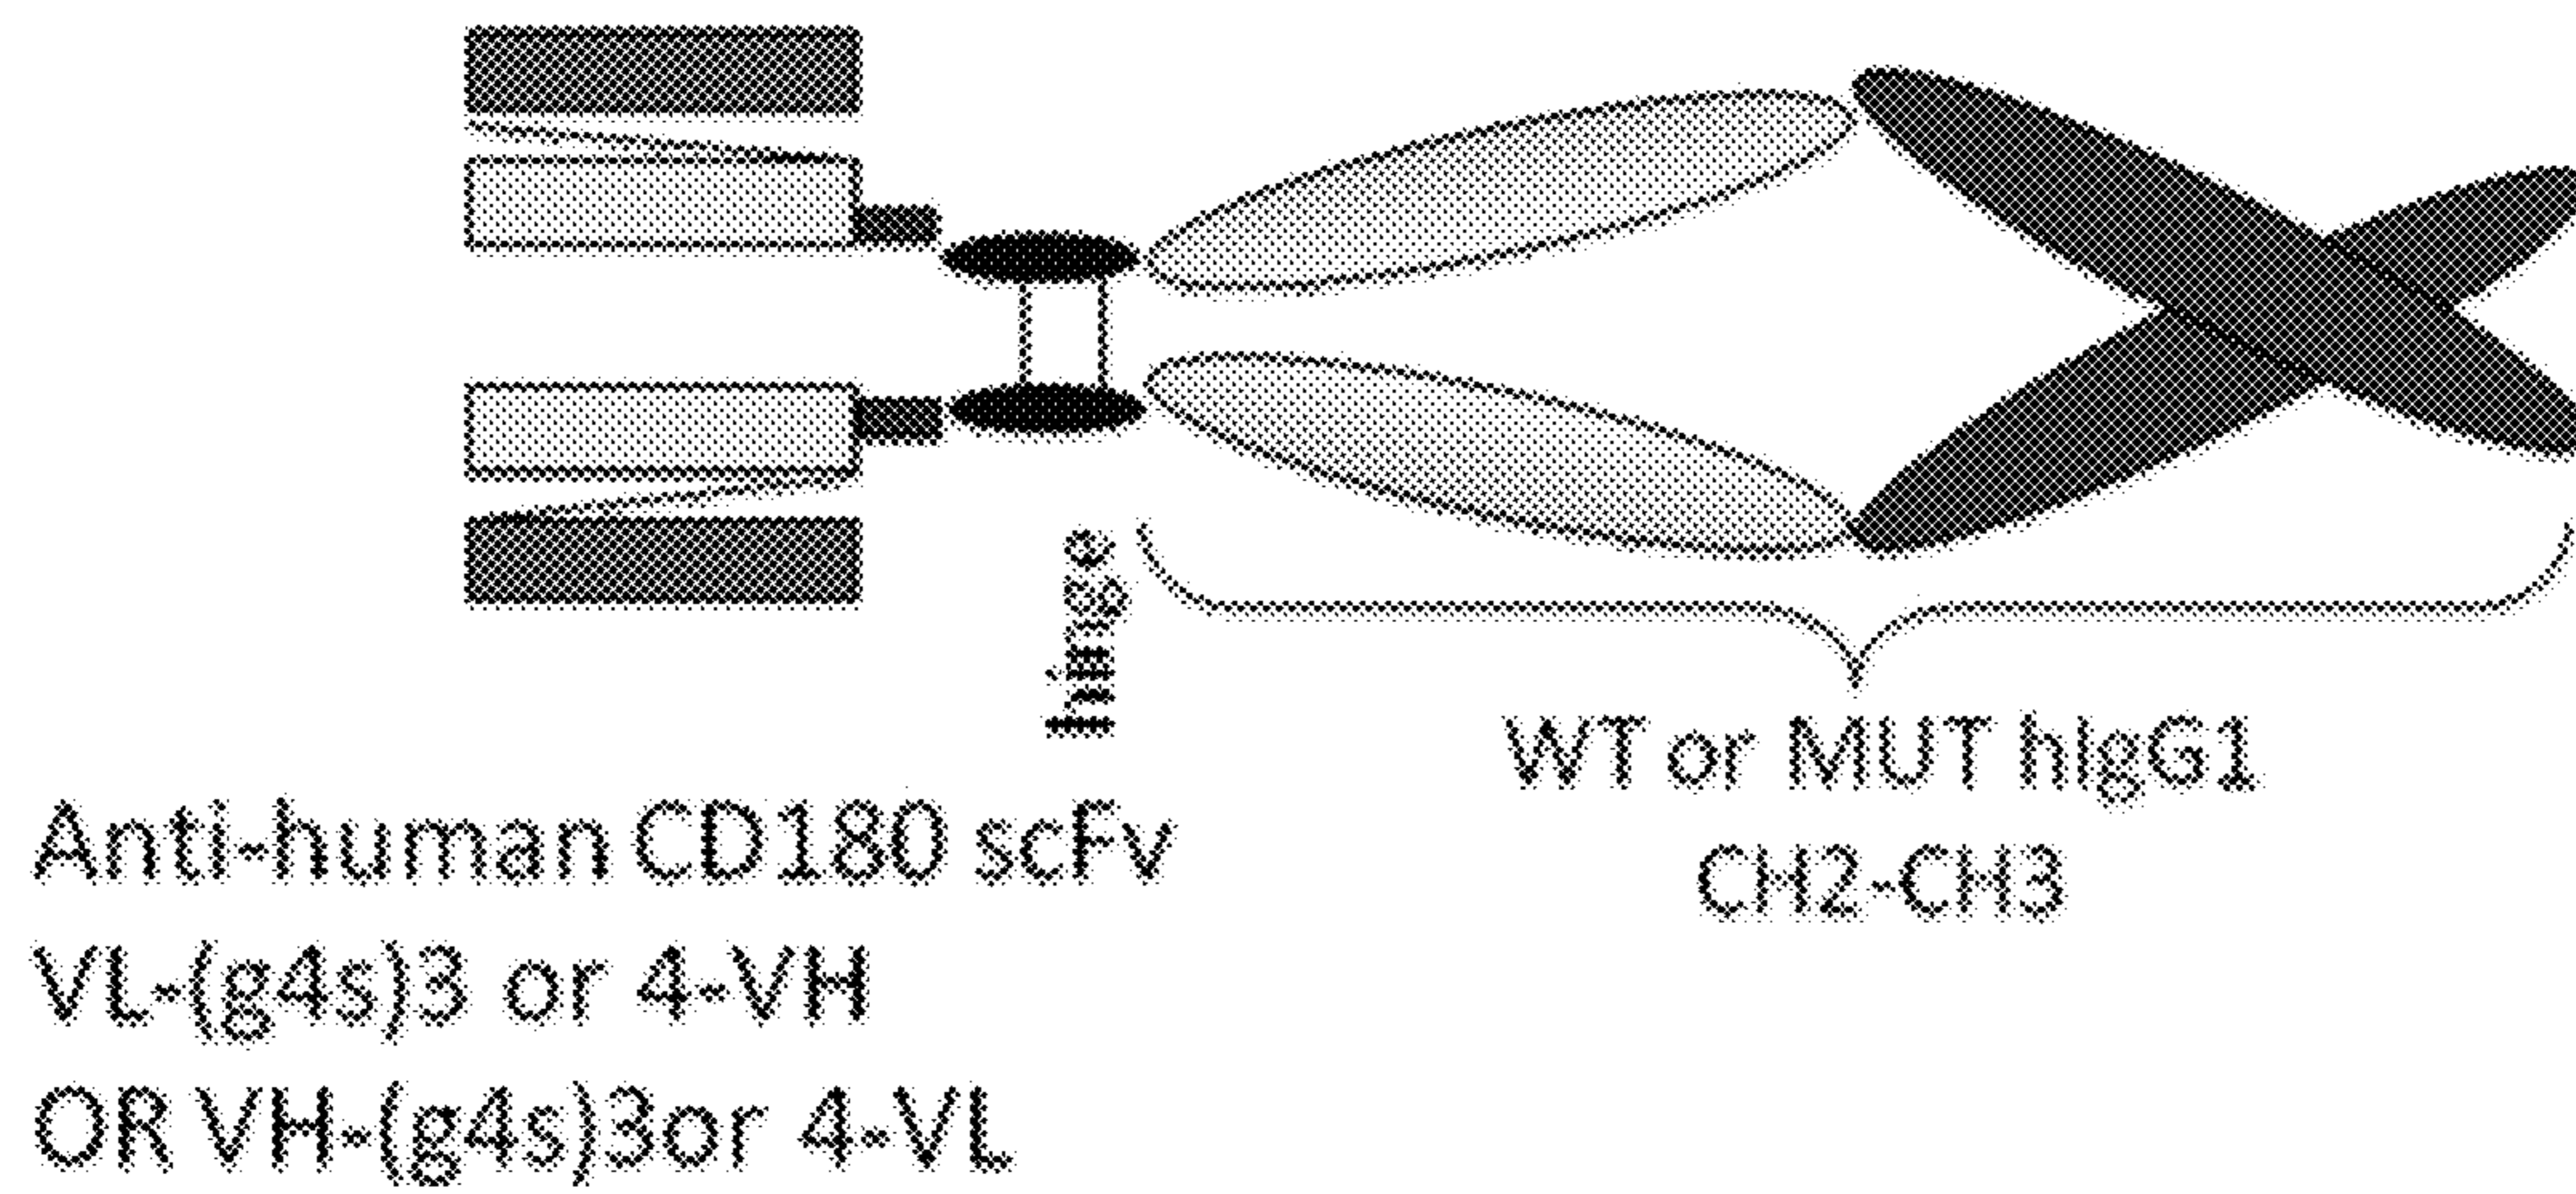 hinge
WT or MUT hIgG1
CH2-CH3
Anti-human CD180 scFv
VL-(g4s)3 or 4-VH
OR VH-(g4s)3or 4-VL